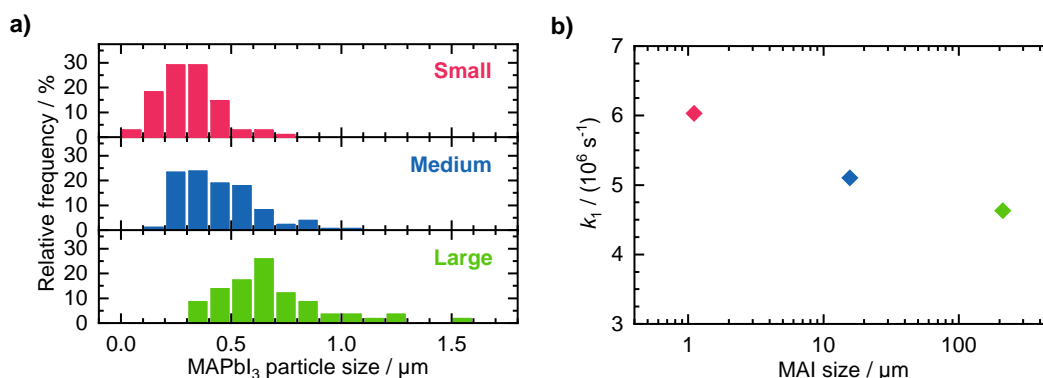 a)
Relative frequency / %
30
20
10
0
Small
30
20
10
0
Medium
30
20
10
0
Large
0.0 0.5 1.0 1.5
MAPbI₃ particle size / µm
b)
k₁ / (10⁶ s⁻¹)
7
6
5
4
3
1 10 100
MAI size / µm